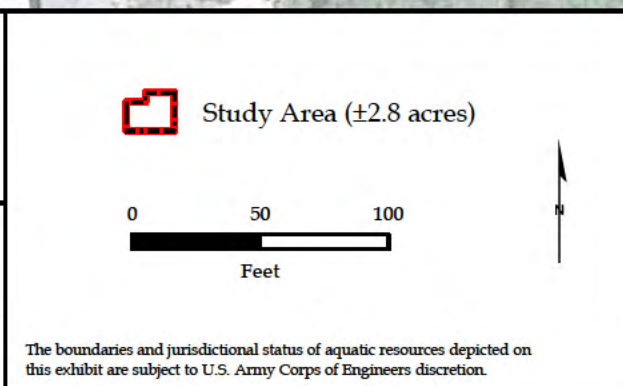 Study Area (±2.8 acres)
N
0 50 100
Feet
The boundaries and jurisdictional status of aquatic resources depicted on
this exhibit are subject to U.S. Army Corps of Engineers discretion.